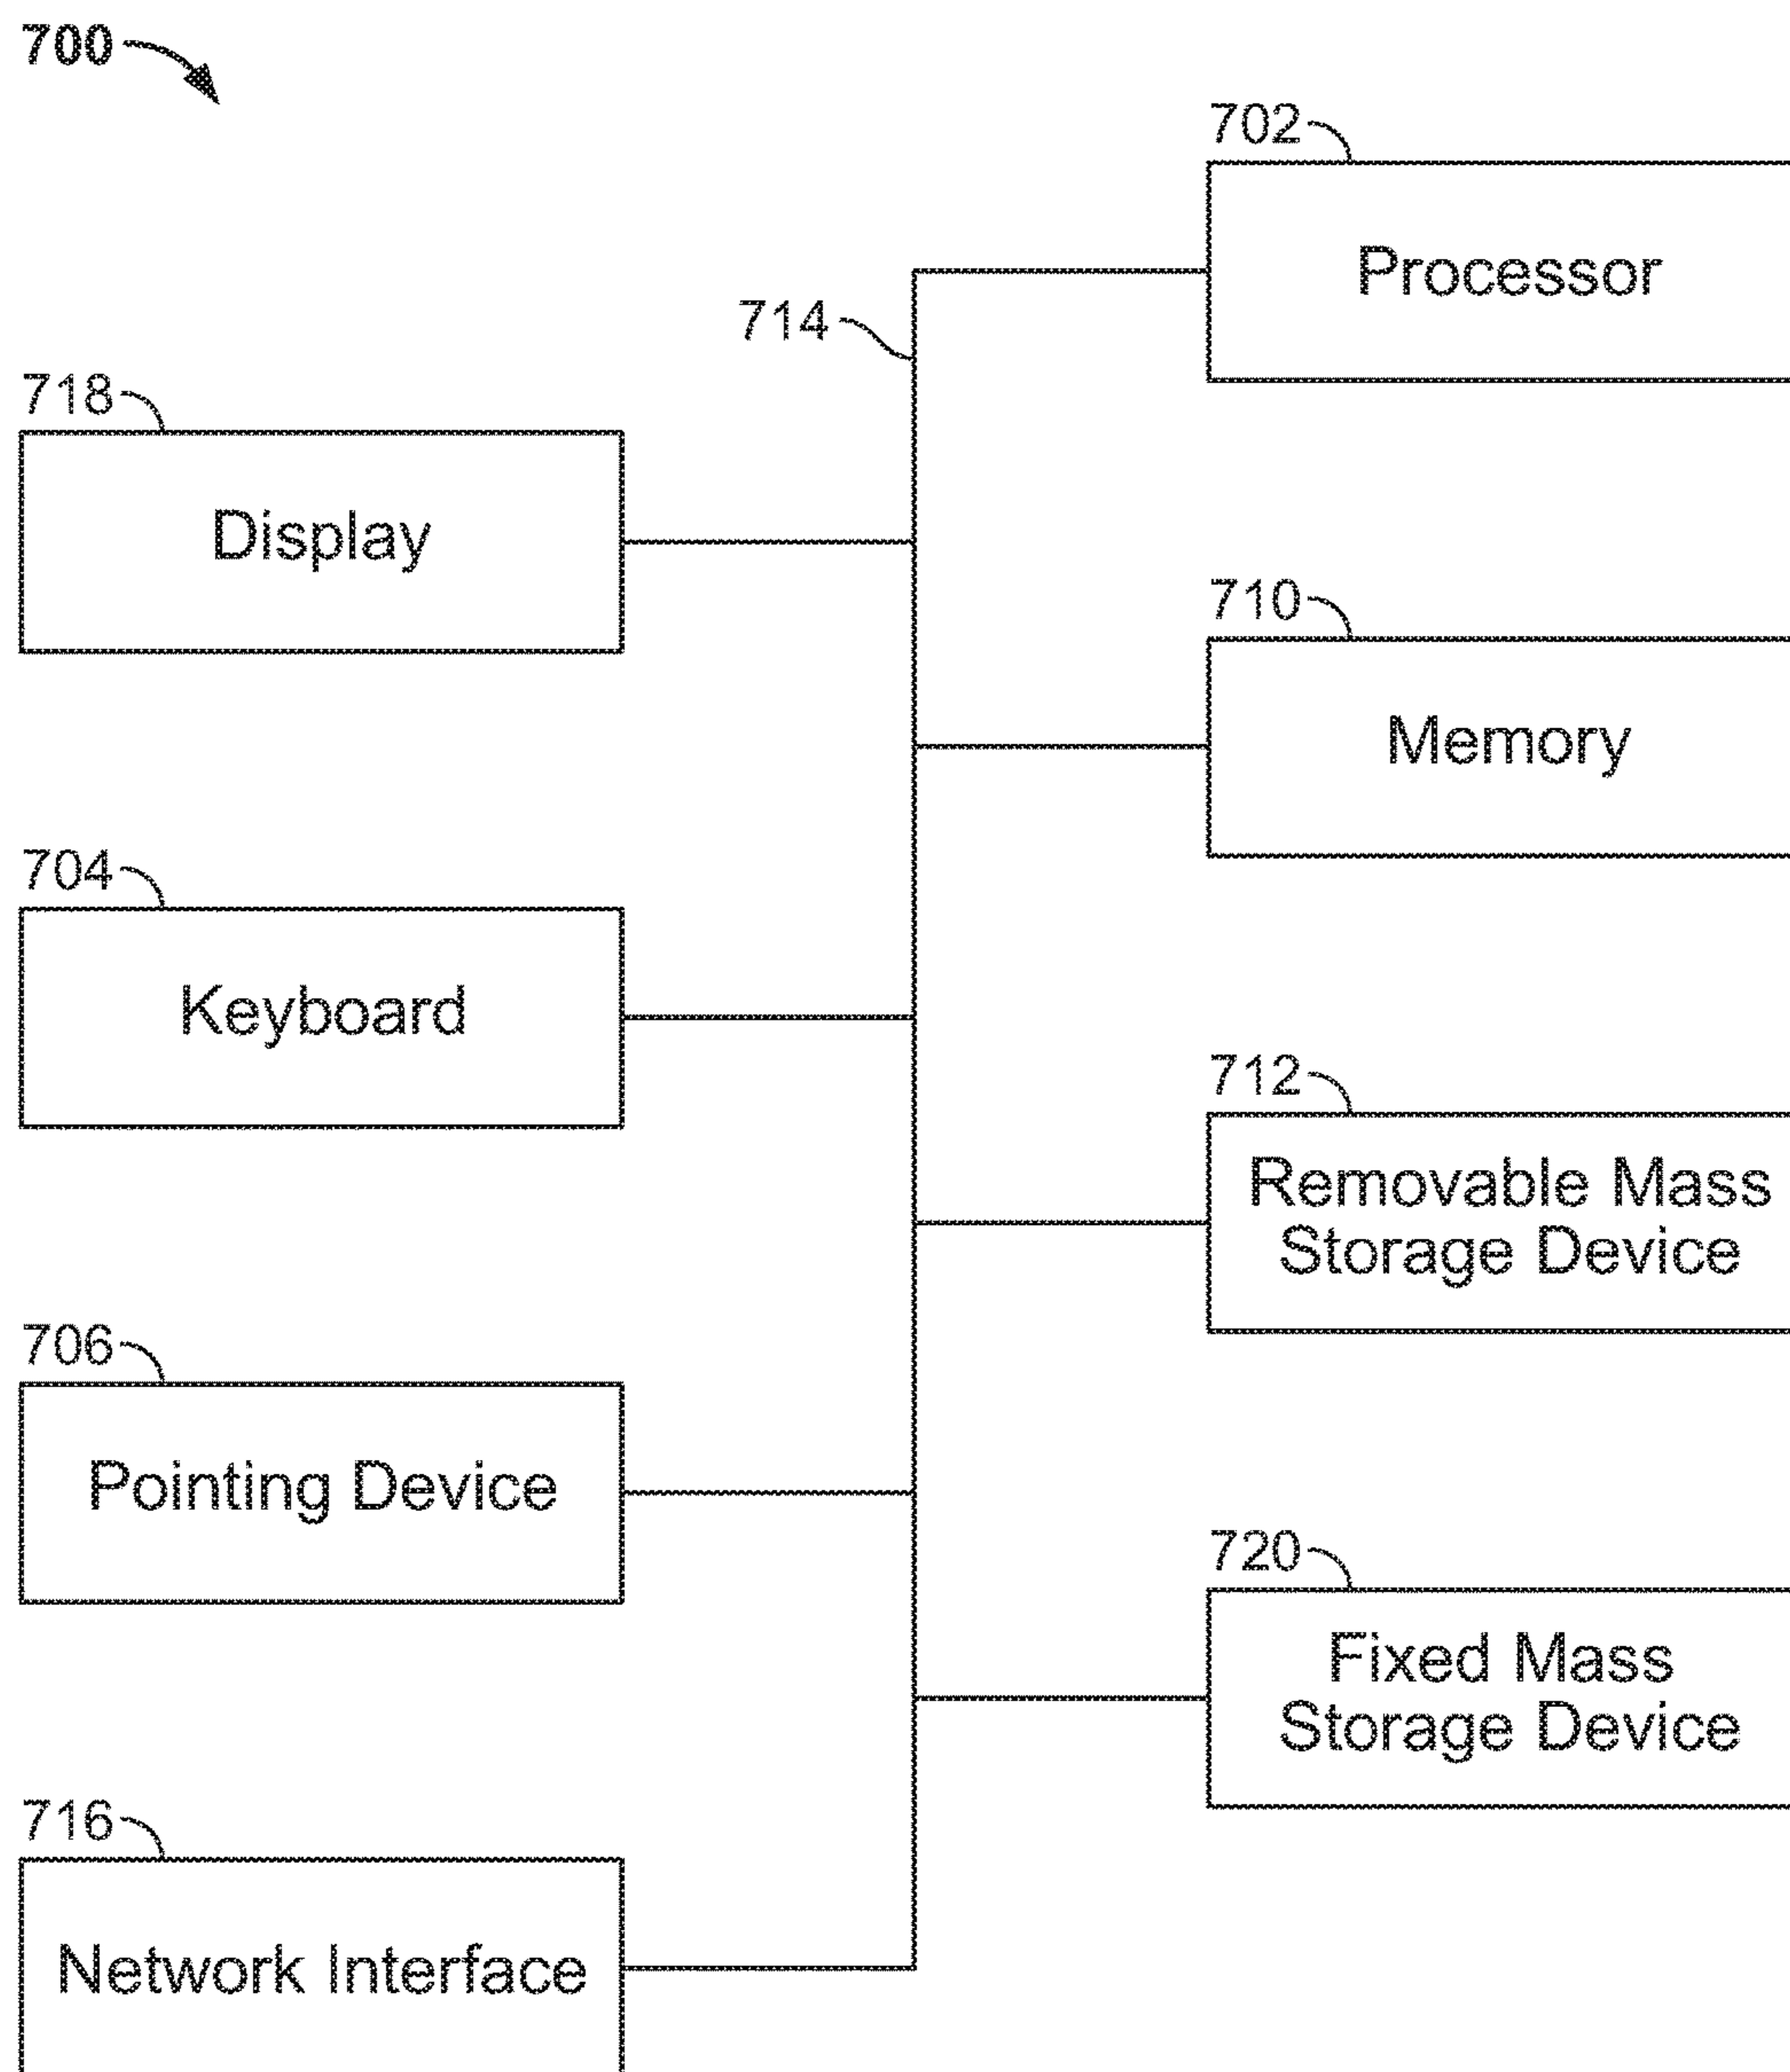 700
702
Processor
714
718
Display
710
Memory
704
Keyboard
712
Removable Mass
Storage Device
706
Pointing Device
720
Fixed Mass
Storage Device
716
Network Interface